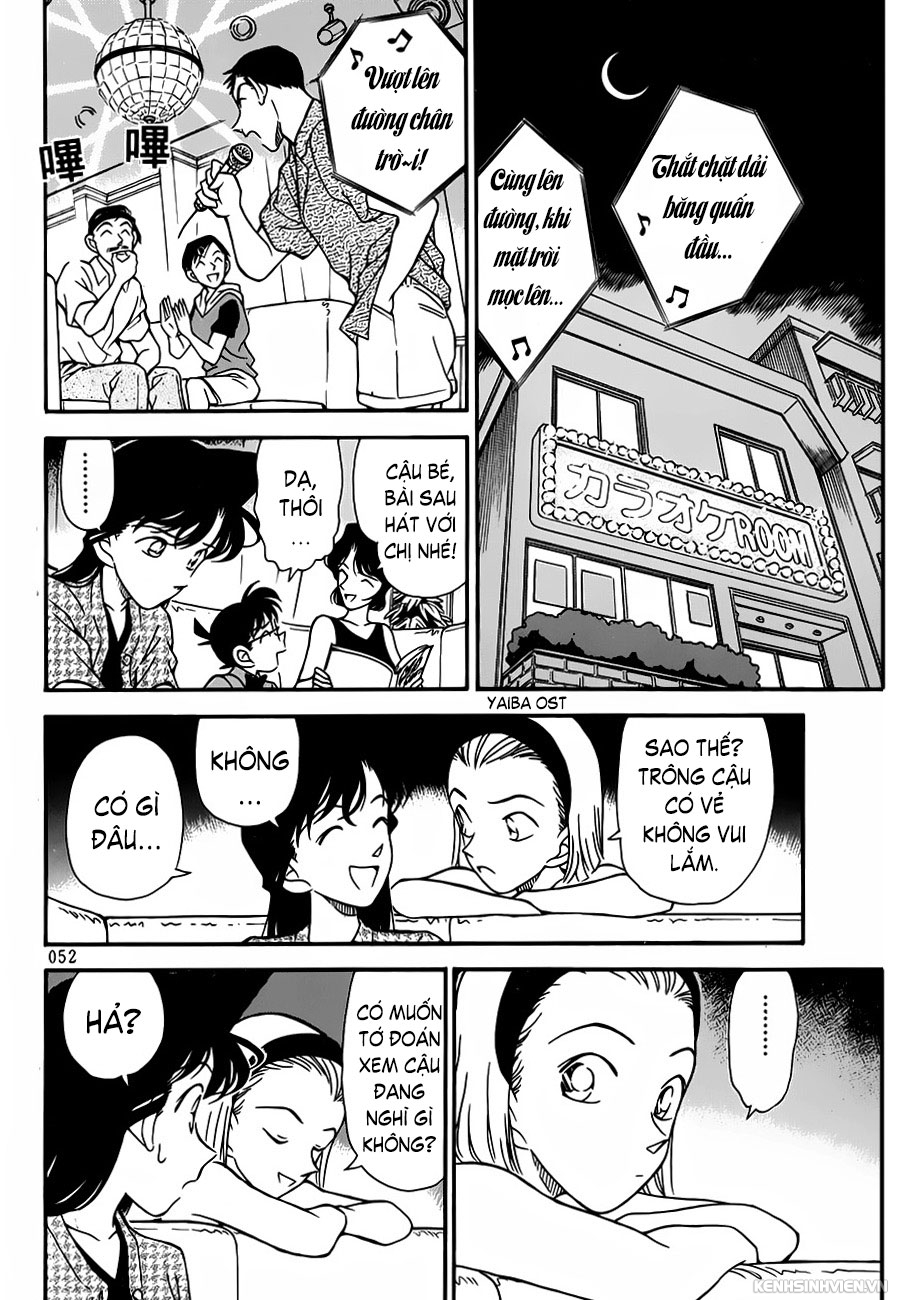 Thắt chặt dải
băng quấn
đầu...
Cùng lên
đường, khi
mặt trời
mọc lên...
カラオケROOM
YAIBA OST
Vượt lên
đường chân
trờ~i!
嗶
嗶
CẬU BÉ,
BÀI SAU
HÁT VỚI
CHỊ NHÉ!
DẠ,
THÔI
...
........
SAO THẾ?
TRÔNG CẬU
CÓ VẺ
KHÔNG VUI
LẮM.
KHÔNG
...
CÓ GÌ
ĐÂU...
052
........
CÓ MUỐN
TỚ ĐOÁN
XEM CẬU
ĐANG
NGHĨ GÌ
KHÔNG?
HẢ?
KENHSINHVIEN.VN